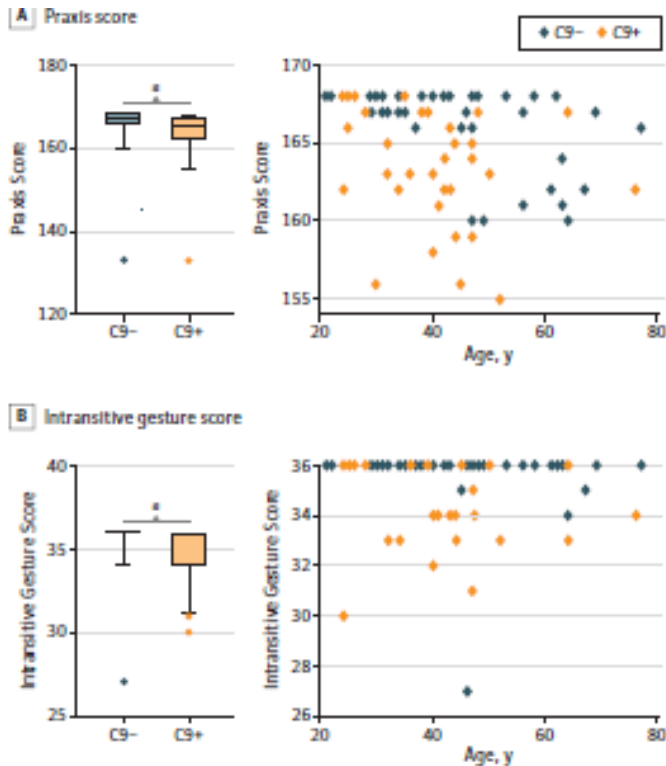 A Praxis score
C9− C9+
180
160
140
120
Praxis Score
C9− C9+
170
165
160
155
Praxis Score
20 40 60 80
Age, y
B Intransitive gesture score
40
35
30
25
Intransitive Gesture Score
C9− C9+
36
34
32
30
28
26
Intransitive Gesture Score
20 40 60 80
Age, y